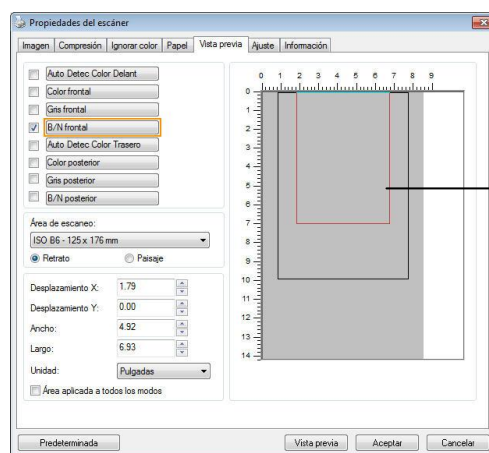 Propiedades del escáner
Imagen Compresión Ignorar color Papel Vista previa Ajuste Información
Auto Detec Color Delant
Color frontal
Gris frontal
B/N frontal
Auto Detec Color Trasero
Color posterior
Gris posterior
B/N posterior
Área de escaneo:
ISO B6 - 125 x 176 mm
Retrato Paisaje
Desplazamiento X: 1.79
Desplazamiento Y: 0.00
Ancho: 4.92
Largo: 6.93
Unidad: Pulgadas
Área aplicada a todos los modos
0 1 2 3 4 5 6 7 8 9
0
1
2
3
4
5
6
7
8
9
10
11
12
13
14
Predeterminada Vista previa Aceptar Cancelar